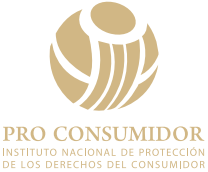 PRO CONSUMIDOR
INSTITUTO NACIONAL DE PROTECCIÓN
DE LOS DERECHOS DEL CONSUMIDOR